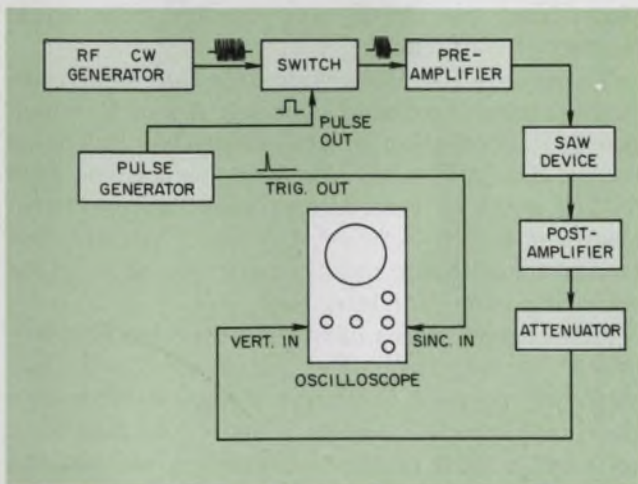 RF CW
GENERATOR
SWITCH
PRE-
AMPLIFIER
PULSE
OUT
PULSE
GENERATOR
TRIG. OUT
SAW
DEVICE
POST-
AMPLIFIER
ATTENUATOR
VERT. IN
SINC. IN
OSCILLOSCOPE